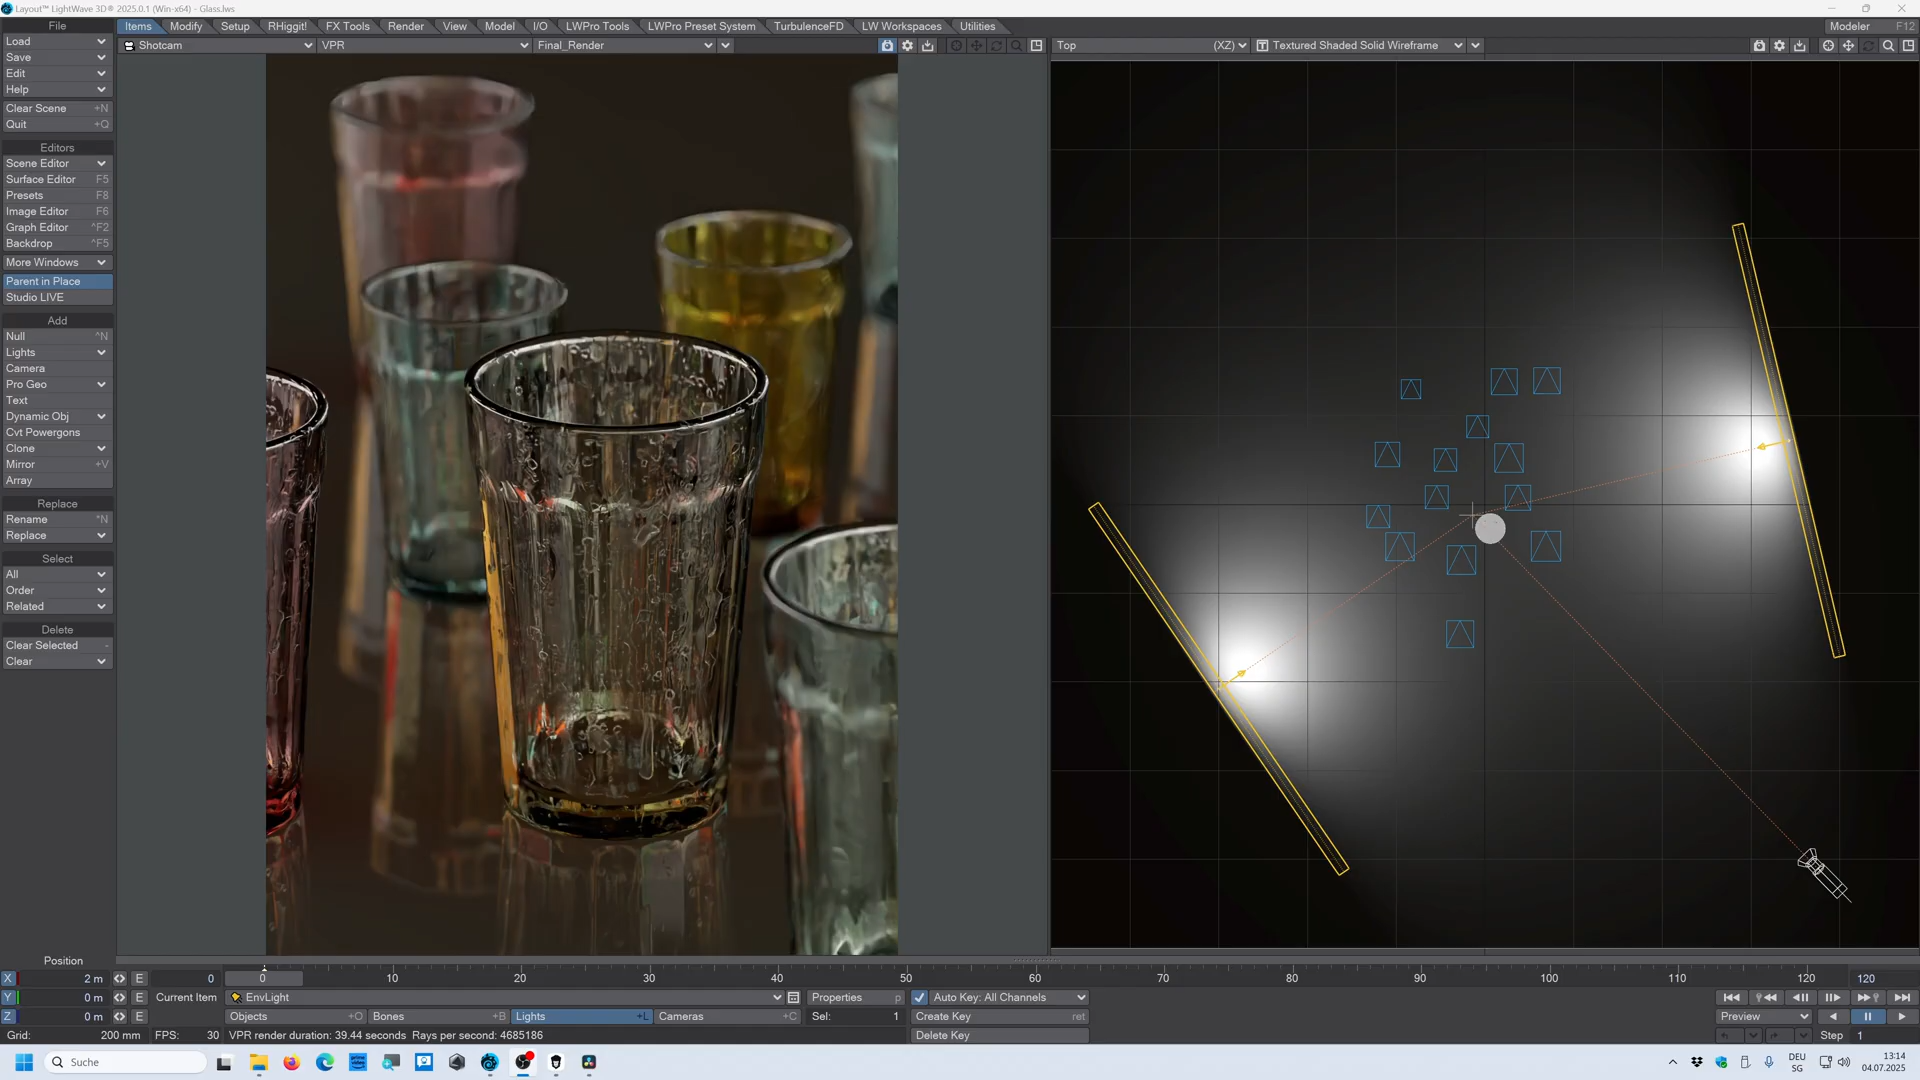 Layout™ LightWave 3D® 2025.0.1 (Win-x64) - Glass.lws
Items Modify Setup RHiggit! FX Tools Render View Model I/O LWPro Tools LWPro Preset System TurbulenceFD LW Workspaces Utilities
Modeler F12
File
Load
Save
Edit
Help
Clear Scene +N
Quit +Q
Editors
Scene Editor
Surface Editor F5
Presets F8
Image Editor F6
Graph Editor ^F2
Backdrop ^F5
More Windows
Parent in Place
Studio LIVE
Add
Null ^N
Lights
Camera
Pro Geo
Text
Dynamic Obj
Cvt Powergons
Clone
Mirror +V
Array
Replace
Rename ^N
Replace
Select
All
Order
Related
Delete
Clear Selected -
Clear
Shotcam VPR Final_Render
Top (XZ) Textured Shaded Solid Wireframe
Position
X 2 m E 0
0 10 20 30 40 50 60 70 80 90 100 110 120 120
Y 0 m E Current Item EnvLight Properties p Auto Key: All Channels
Z 0 m E Objects +O Bones +B Lights +L Cameras +C Sel: 1 Create Key ret Preview
Grid: 200 mm FPS: 30 VPR render duration: 39.44 seconds Rays per second: 4685186 Delete Key Step 1
Suche
DEU
SG
13:14
04.07.2025